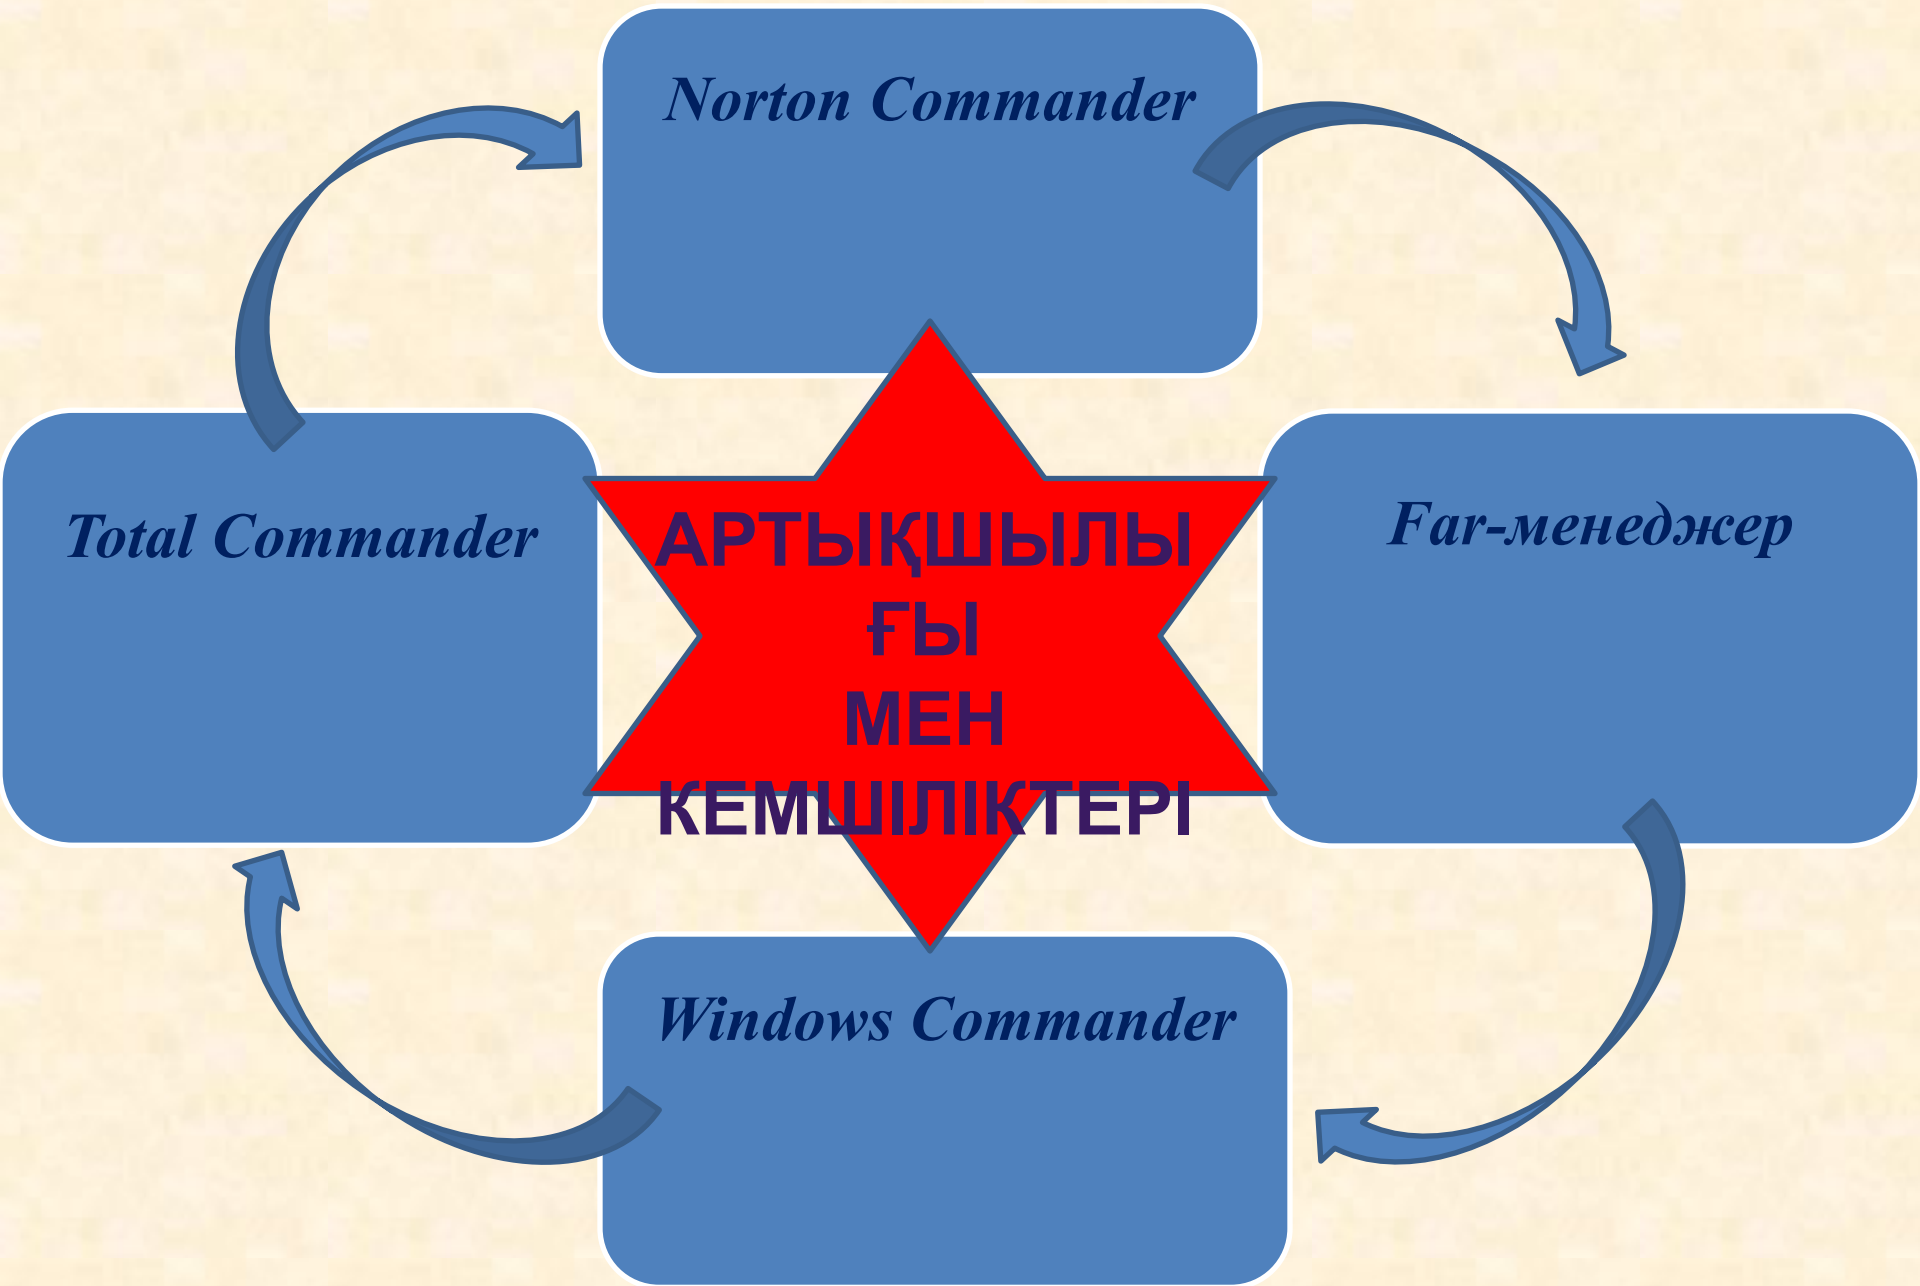 Norton Commander
Total Commander
АРТЫҚШЫЛЫ
ҒЫ
МЕН
КЕМШІЛІКТЕРІ
Far-менеджер
Windows Commander